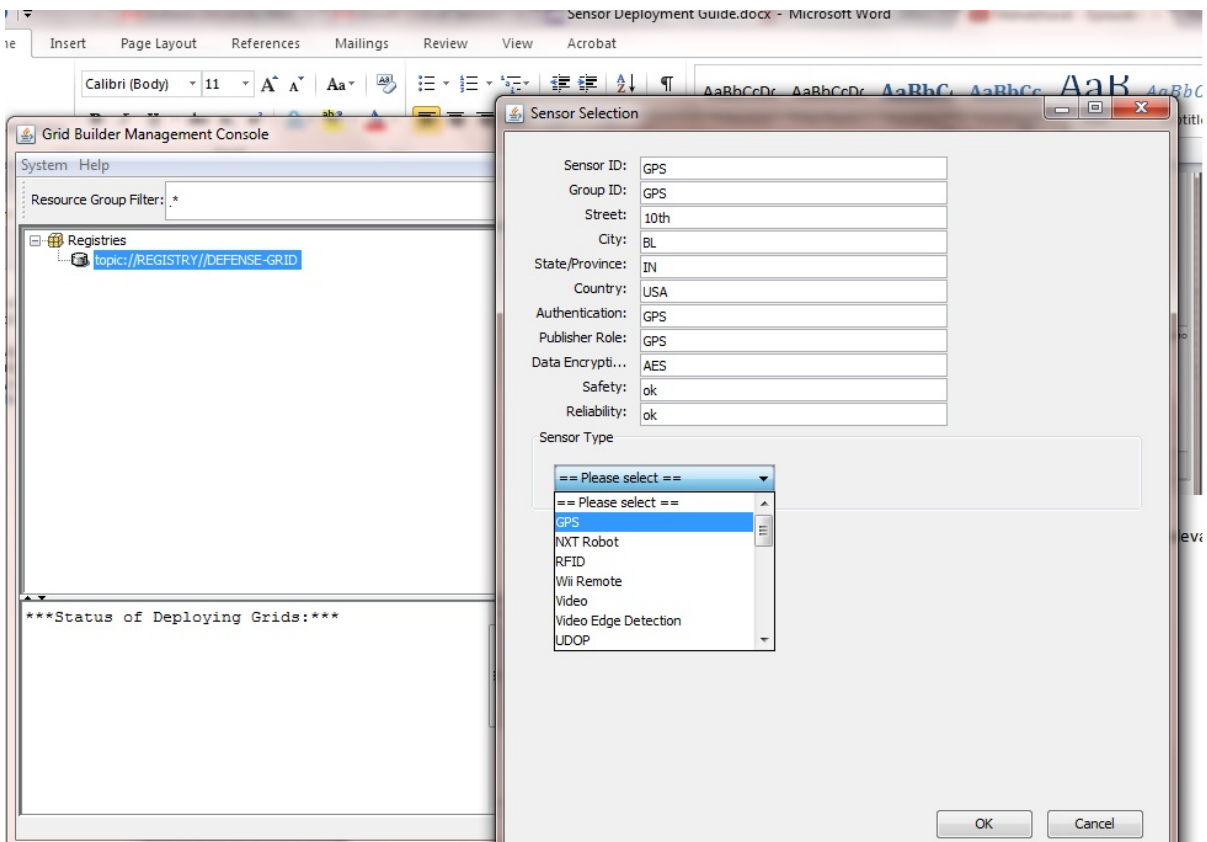 Sensor Deployment Guide.docx - Microsoft Word
Insert Page Layout References Mailings Review View Acrobat
Calibri (Body) 11 Aa
AaBbCcDc AaBbCcDc AaBbC AaBbCc
Grid Builder Management Console
System Help
Resource Group Filter: .*
Registries
topic://REGISTRY//DEFENSE-GRID
***Status of Deploying Grids:***
Sensor Selection
Sensor ID: GPS
Group ID: GPS
Street: 10th
City: BL
State/Province: IN
Country: USA
Authentication: GPS
Publisher Role: GPS
Data Encrypti... AES
Safety: ok
Reliability: ok
Sensor Type
== Please select ==
== Please select ==
GPS
NXT Robot
RFID
Wii Remote
Video
Video Edge Detection
UDOP
OK Cancel